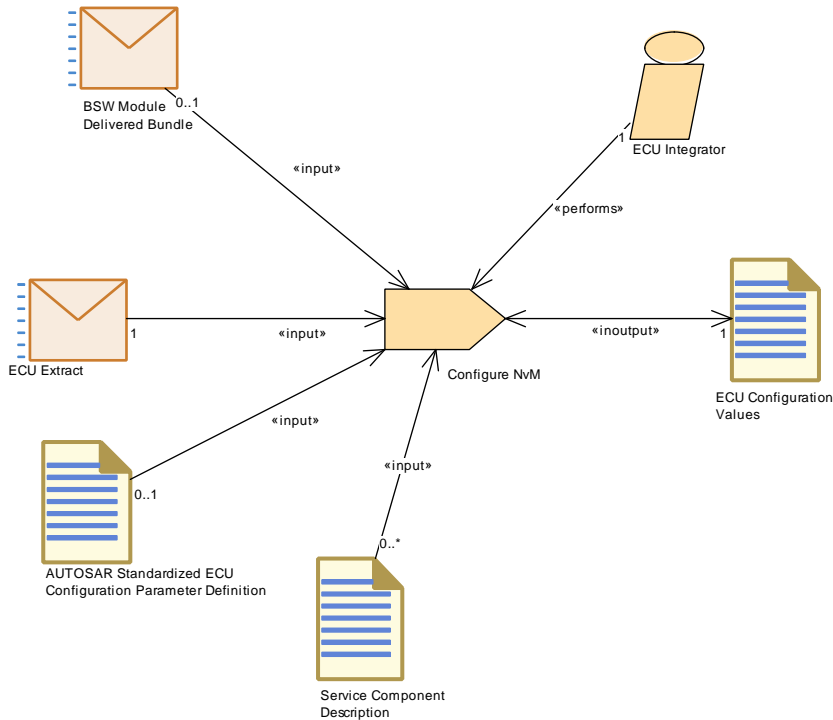 BSW Module
Delivered Bundle
0..1
«input»
1
ECU Integrator
«performs»
1
ECU Extract
«input»
Configure NvM
«inoutput»
1
ECU Configuration
Values
«input»
0..1
AUTOSAR Standardized ECU
Configuration Parameter Definition
«input»
0..*
Service Component
Description